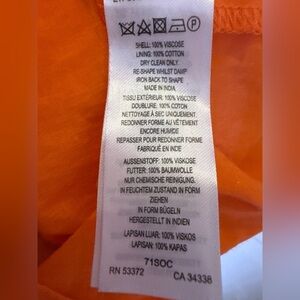 SHELL: 100% VISCOSE
LINING: 100% COTTON
DRY CLEAN ONLY
RE-SHAPE WHILST DAMP
IRON BACK TO SHAPE
MADE IN INDIA
TISSU EXTÉRIEUR: 100% VISCOSE
DOUBLURE: 100% COTON
NETTOYAGE À SEC UNIQUEMENT
REDONNER FORME AU VÊTEMENT
ENCORE HUMIDE
REPASSER POUR REDONNER FORME
FABRIQUÉ EN INDE
AUSSENSTOFF: 100% VISKOSE
FUTTER: 100% BAUMWOLLE
NUR CHEMISCHE REINIGUNG.
IN FEUCHTEM ZUSTAND IN FORM
ZIEHEN
IN FORM BÜGELN
HERGESTELLT IN INDIEN
LAPISAN LUAR: 100% VISKOS
LAPISAN: 100% KAPAS
71SOC
RN 53372 CA 34338